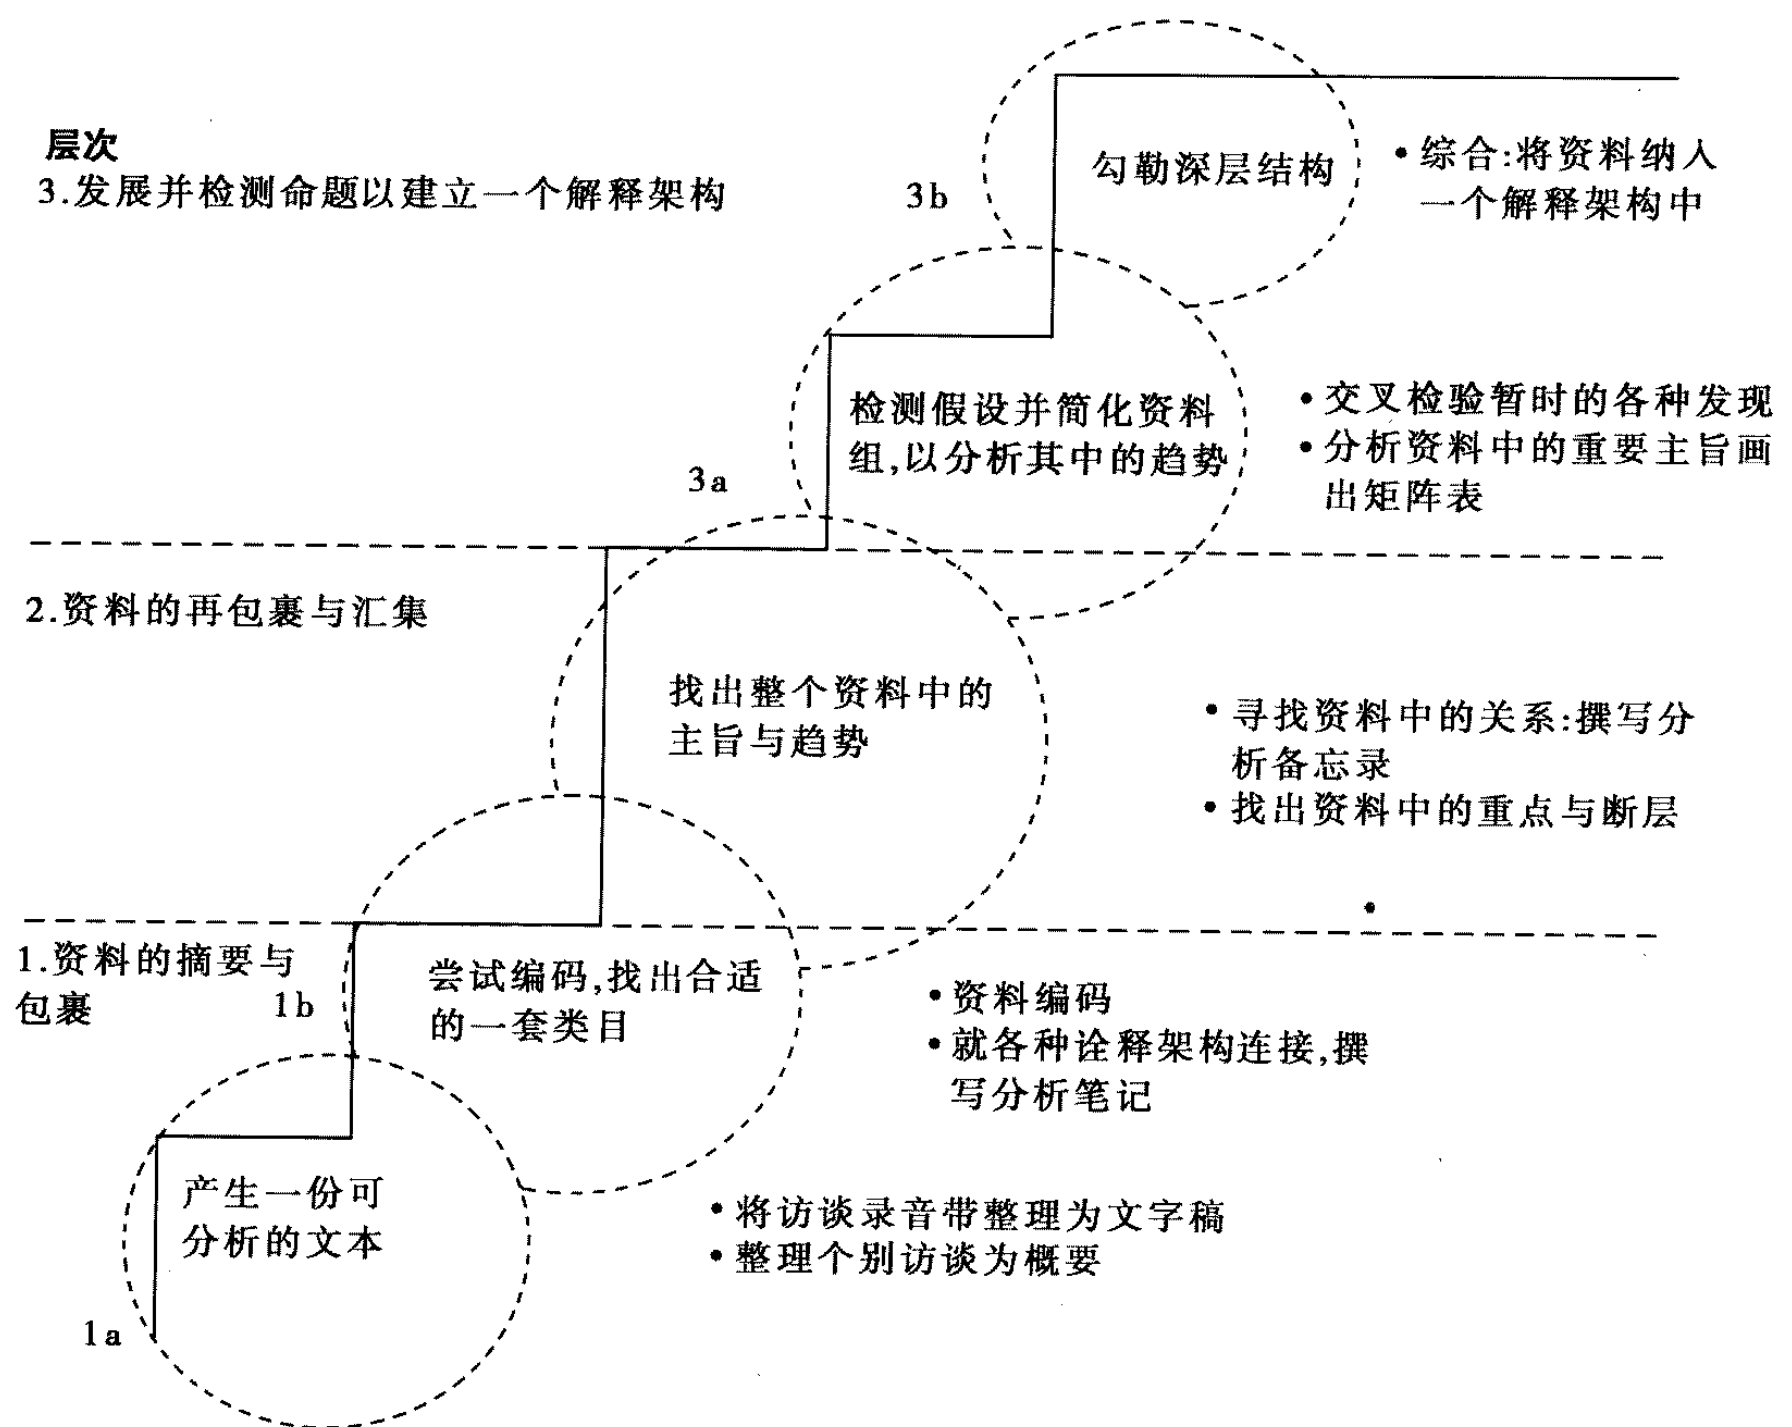 层次
3.发展并检测命题以建立一个解释架构
3b
勾勒深层结构
•综合:将资料纳入
一个解释架构中
检测假设并简化资料
组,以分析其中的趋势
3a
•交叉检验暂时的各种发现
•分析资料中的重要主旨画
出矩阵表
2.资料的再包裹与汇集
找出整个资料中的
主旨与趋势
•寻找资料中的关系:撰写分
析备忘录
•找出资料中的重点与断层
1.资料的摘要与
包裹
1b
尝试编码,找出合适
的一套类目
•资料编码
•就各种诠释架构连接,撰
写分析笔记
产生一份可
分析的文本
•将访谈录音带整理为文字稿
•整理个别访谈为概要
1a